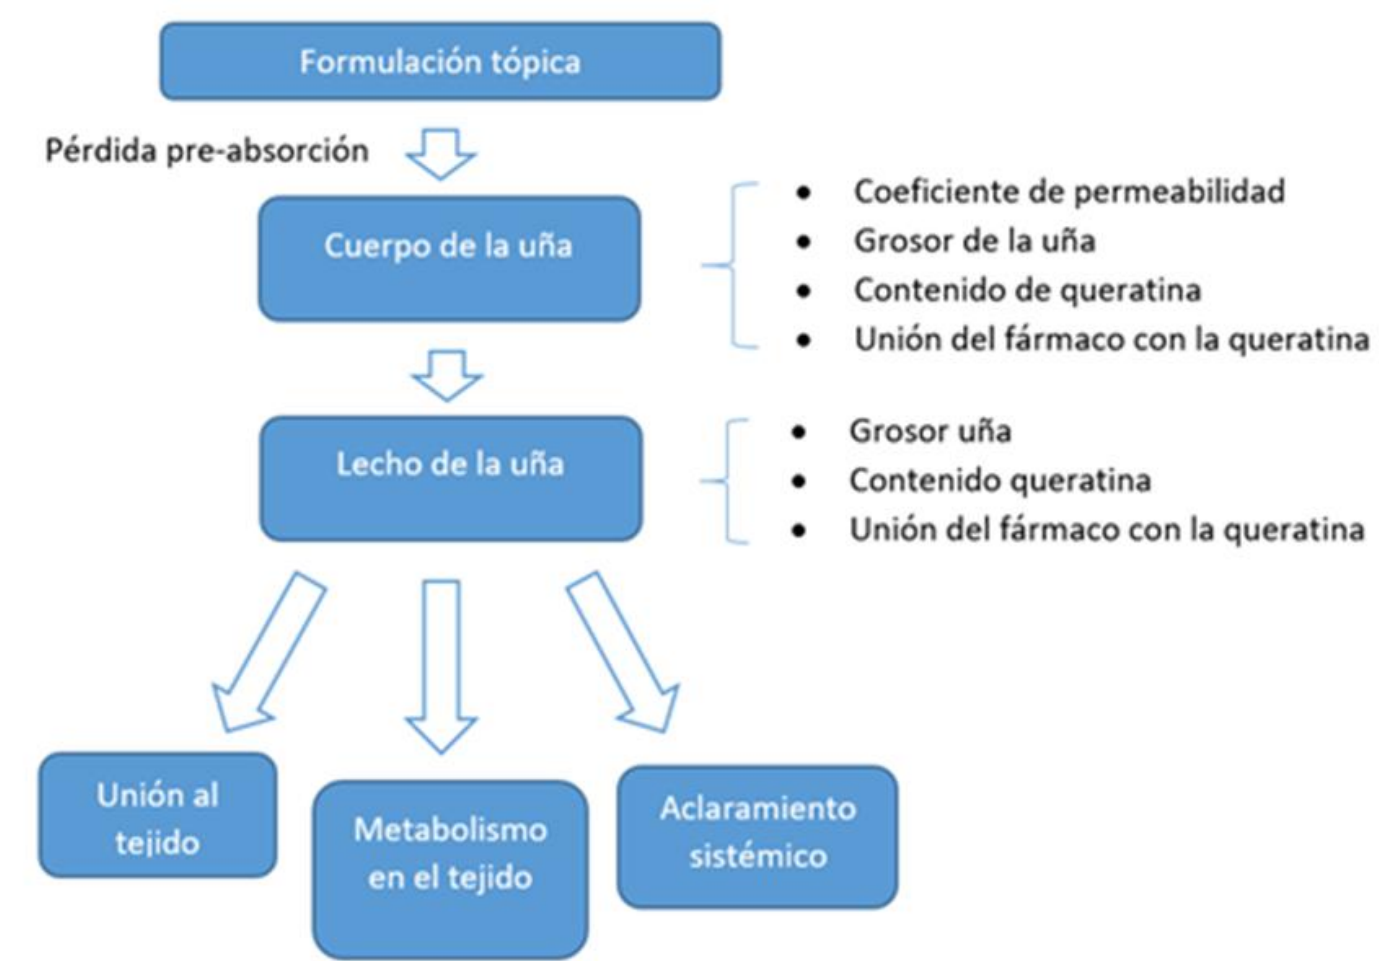 Formulación tópica
Pérdida pre-absorción
Cuerpo de la uña
• Coeficiente de permeabilidad
• Grosor de la uña
• Contenido de queratina
• Unión del fármaco con la queratina
Lecho de la uña
• Grosor uña
• Contenido queratina
• Unión del fármaco con la queratina
Unión al
tejido
Metabolismo
en el tejido
Aclaramiento
sistémico